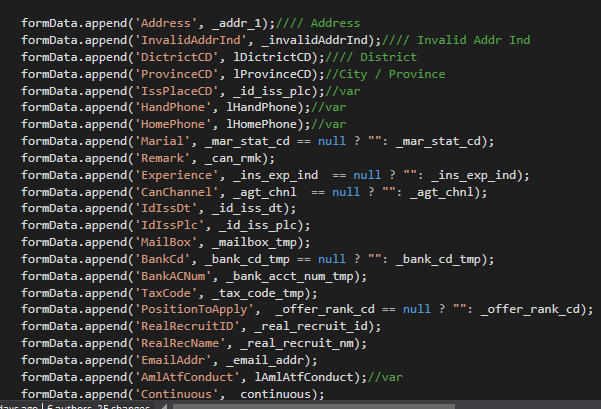 formData.append('Address', _addr_1);//// Address
formData.append('InvalidAddrInd', _invalidAddrInd);//// Invalid Addr Ind
formData.append('DictrictCD', lDictrictCD);//// District
formData.append('ProvinceCD', lProvinceCD);//City / Province
formData.append('IssPlaceCD', _id_iss_plc);//var
formData.append('HandPhone', lHandPhone);//var
formData.append('HomePhone', lHomePhone);//var
formData.append('Marial', _mar_stat_cd == null ? "": _mar_stat_cd);
formData.append('Remark', _can_rmk);
formData.append('Experience', _ins_exp_ind  == null ? "": _ins_exp_ind);
formData.append('CanChannel', _agt_chnl  == null ? "": _agt_chnl);
formData.append('IdIssDt', _id_iss_dt);
formData.append('IdIssPlc', _id_iss_plc);
formData.append('MailBox', _mailbox_tmp);
formData.append('BankCd', _bank_cd_tmp == null ? "": _bank_cd_tmp);
formData.append('BankACNum', _bank_acct_num_tmp);
formData.append('TaxCode', _tax_code_tmp);
formData.append('PositionToApply',  _offer_rank_cd == null ? "": _offer_rank_cd);
formData.append('RealRecruitID', _real_recruit_id);
formData.append('RealRecName', _real_recruit_nm);
formData.append('EmailAddr', _email_addr);
formData.append('AmlAtfConduct', lAmlAtfConduct);//var
formData.append('Continuous', _continuous);
days ago | 6 authors, 25 changes